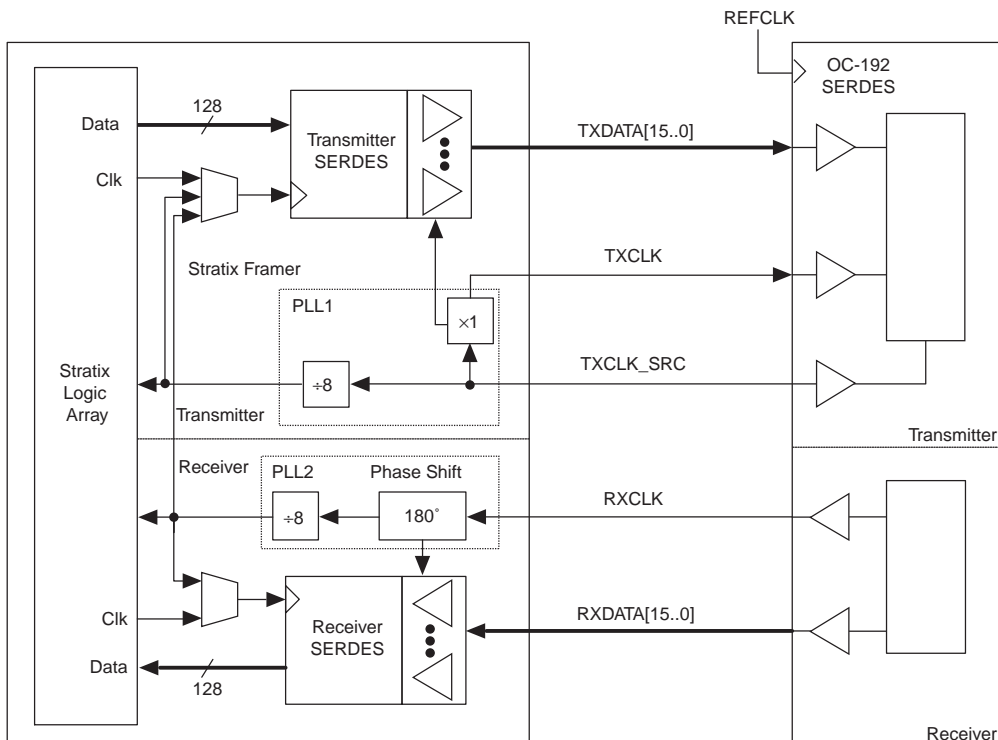 REFCLK
OC-192
SERDES
128
Data
Transmitter
SERDES
TXDATA[15..0]
Clk
Stratix Framer
TXCLK
PLL1
×1
Stratix
Logic
Array
÷8
TXCLK_SRC
Transmitter
Transmitter
Receiver
PLL2
Phase Shift
÷8
180°
RXCLK
Clk
Receiver
SERDES
RXDATA[15..0]
Data
128
Receiver